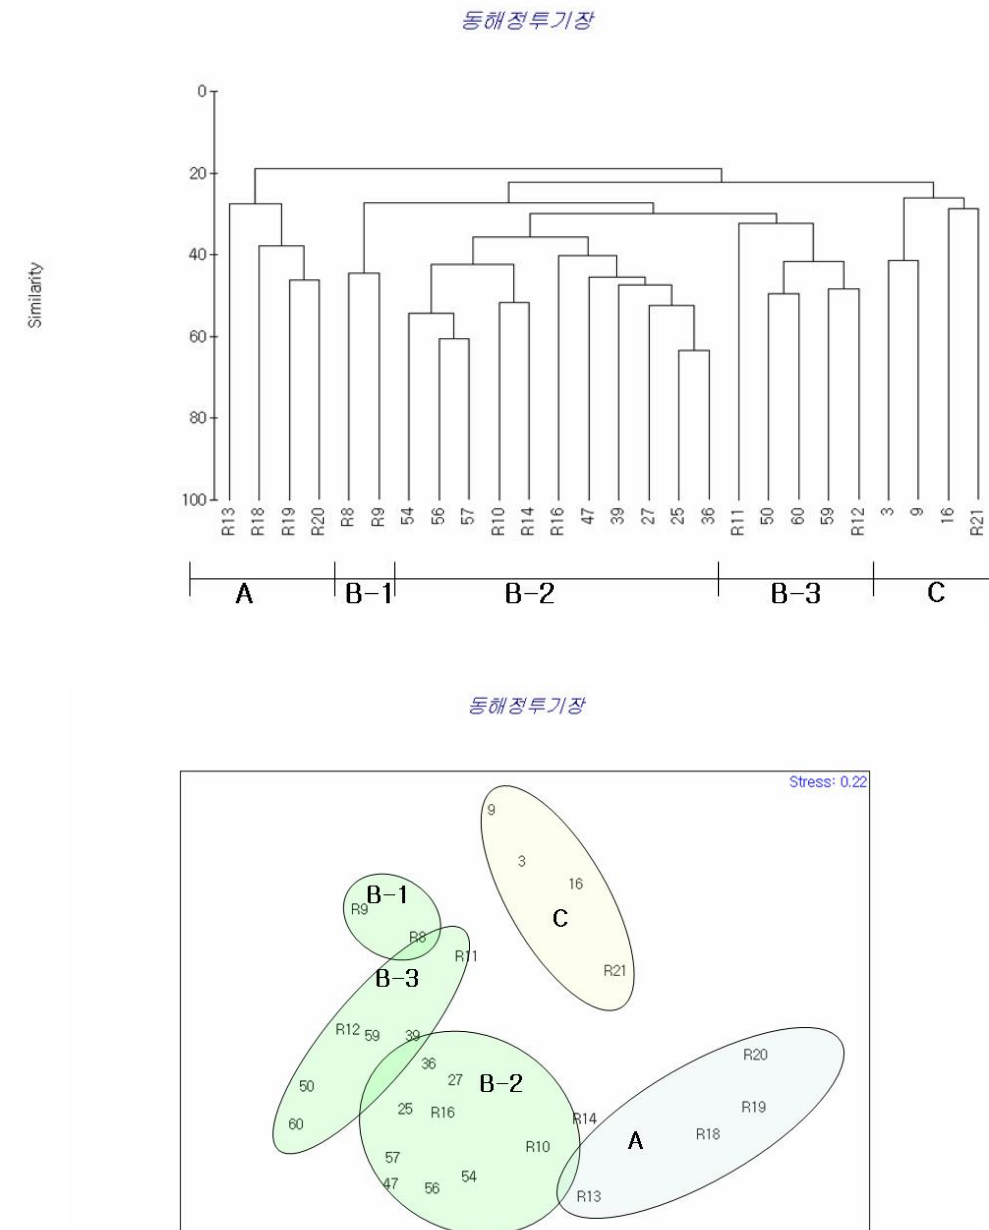 동해정투기장
0
20
40
60
80
100
Similarity
R13 R18 R19 R20 R8 R9 54 56 57 R10 R14 R16 47 39 27 25 36 R11 50 60 59 R12 3 9 16 R21
A B-1 B-2 B-3 C
동해정투기장
Stress: 0.22
9
3
16
B-1
R9
C
R8
R11
R21
B-3
R12 59 39
R20
36
27 B-2
50
25 R16
R19
60
R14
R18
A
R10
57
54
47 56
R13